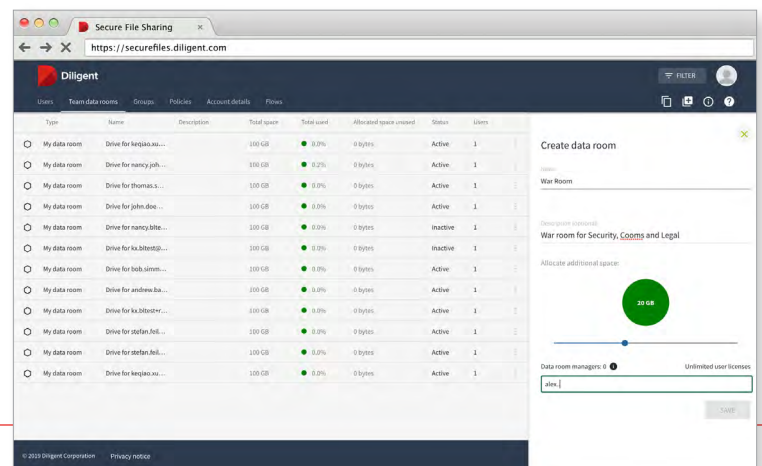 Secure File Sharing
https://securefiles.diligent.com
Diligent
FILTER
Users Team data rooms Groups Policies Account details Flows
Type Name Description Total space Total used Allocated space unused Status Users
My data room Drive for keqiao.xu... 100 GB 0.0% 0 bytes Active 1
My data room Drive for nancy.joh... 100 GB 0.2% 0 bytes Active 1
My data room Drive for thomas.s... 100 GB 0.0% 0 bytes Active 1
My data room Drive for john.doe... 100 GB 0.0% 0 bytes Active 1
My data room Drive for nancy.blte... 100 GB 0.0% 0 bytes Inactive 1
My data room Drive for kx.bltest@... 100 GB 0.0% 0 bytes Inactive 1
My data room Drive for bob.simm... 100 GB 0.0% 0 bytes Active 1
My data room Drive for andrew.ba... 100 GB 0.0% 0 bytes Active 1
My data room Drive for kx.bltest+r... 100 GB 0.0% 0 bytes Active 1
My data room Drive for stefan.feil... 100 GB 0.0% 0 bytes Active 1
My data room Drive for stefan.feil... 100 GB 0.0% 0 bytes Active 1
My data room Drive for keqiao.xu... 100 GB 0.0% 0 bytes Active 1
Create data room
Name
War Room
Description (optional)
War room for Security, Cooms and Legal
Allocate additional space:
20 GB
Data room managers: 0 Unlimited user licenses
alex.
SAVE
© 2019 Diligent Corporation Privacy notice